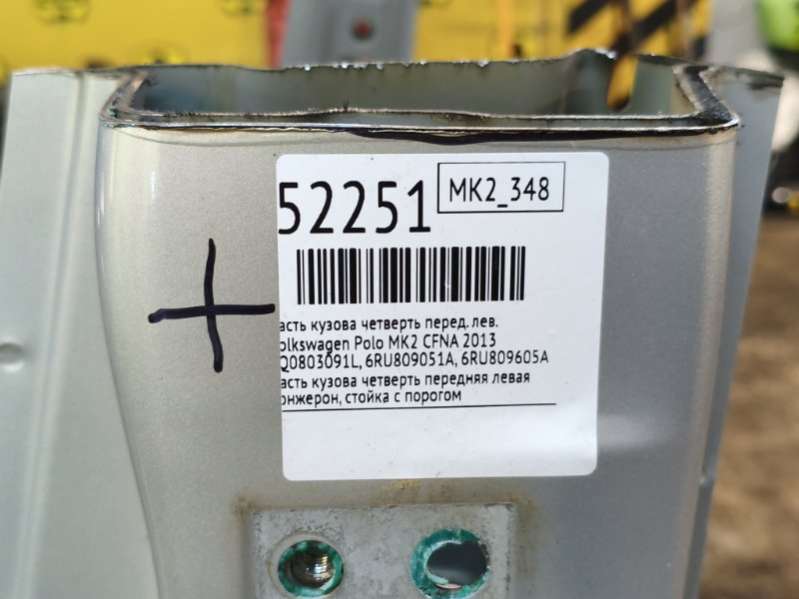 52251
MK2_348
асть кузова четверть перед. лев.
olkswagen Polo MK2 CFNA 2013
Q0803091L, 6RU809051A, 6RU809605A
асть кузова четверть передняя левая
онжерон, стойка с порогом